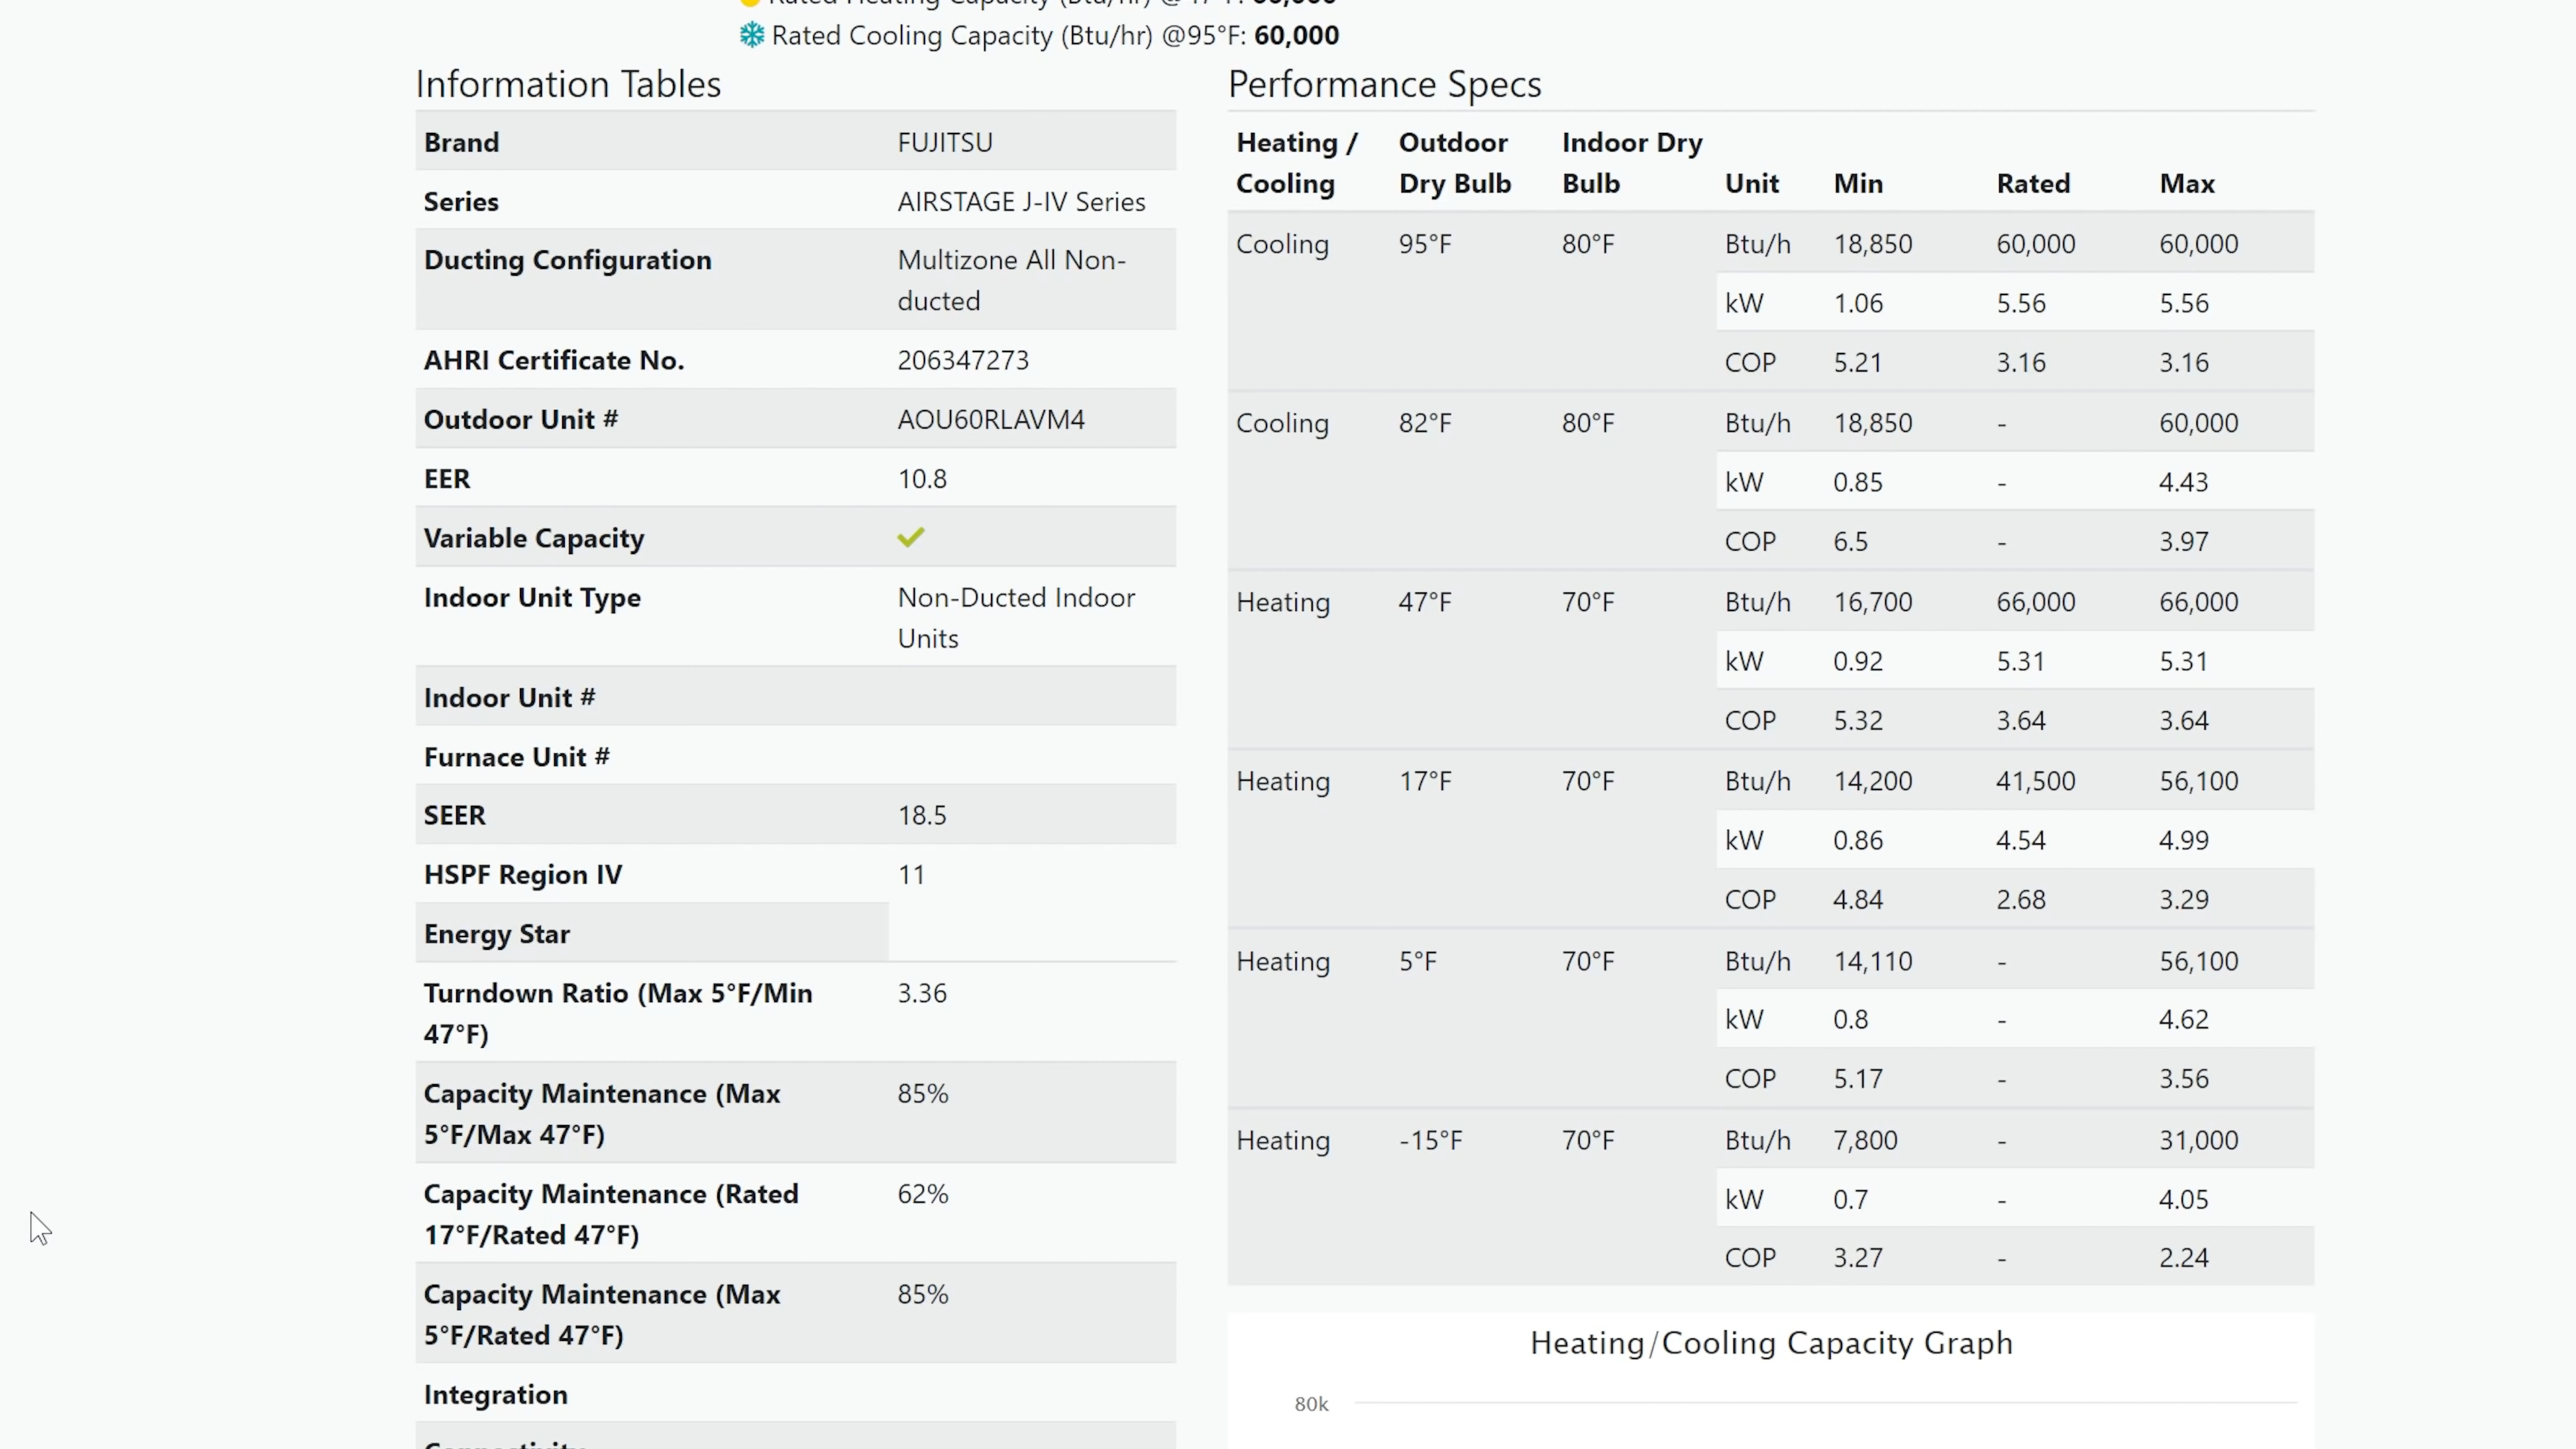 Rated Heating Capacity (Btu/hr) @47°F:
Rated Cooling Capacity (Btu/hr) @95°F: 60,000
Information Tables
Brand FUJITSU
Series AIRSTAGE J-IV Series
Ducting Configuration Multizone All Non-
ducted
AHRI Certificate No. 206347273
Outdoor Unit # AOU60RLAVM4
EER 10.8
Variable Capacity
Indoor Unit Type Non-Ducted Indoor
Units
Indoor Unit #
Furnace Unit #
SEER 18.5
HSPF Region IV 11
Energy Star
Turndown Ratio (Max 5°F/Min 3.36
47°F)
Capacity Maintenance (Max 85%
5°F/Max 47°F)
Capacity Maintenance (Rated 62%
17°F/Rated 47°F)
Capacity Maintenance (Max 85%
5°F/Rated 47°F)
Integration
Performance Specs
Heating / Outdoor Indoor Dry
Cooling Dry Bulb Bulb Unit Min Rated Max
Cooling 95°F 80°F Btu/h 18,850 60,000 60,000
kW 1.06 5.56 5.56
COP 5.21 3.16 3.16
Cooling 82°F 80°F Btu/h 18,850 - 60,000
kW 0.85 - 4.43
COP 6.5 - 3.97
Heating 47°F 70°F Btu/h 16,700 66,000 66,000
kW 0.92 5.31 5.31
COP 5.32 3.64 3.64
Heating 17°F 70°F Btu/h 14,200 41,500 56,100
kW 0.86 4.54 4.99
COP 4.84 2.68 3.29
Heating 5°F 70°F Btu/h 14,110 - 56,100
kW 0.8 - 4.62
COP 5.17 - 3.56
Heating -15°F 70°F Btu/h 7,800 - 31,000
kW 0.7 - 4.05
COP 3.27 - 2.24
Heating/Cooling Capacity Graph
80k